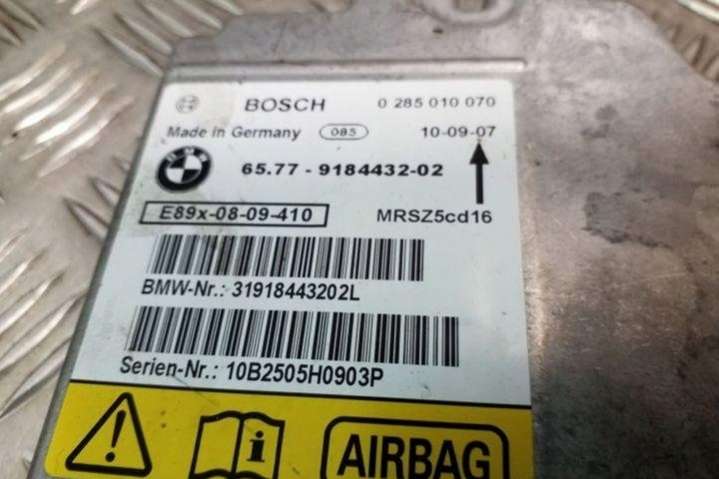 BOSCH 0 285 010 070
Made in Germany 085 10-09-07
BMW 65.77 - 9184432-02
E89x-08-09-410 MRSZ5cd16
BMW-Nr.: 31918443202L
Serien-Nr.: 10B2505H0903P
! i AIRBAG